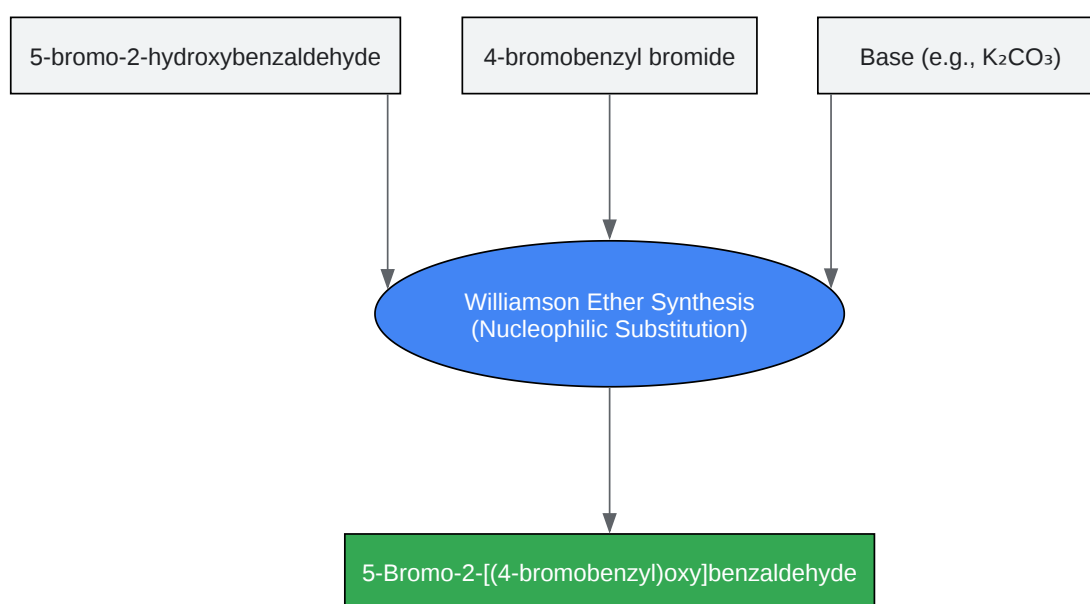 5-bromo-2-hydroxybenzaldehyde
4-bromobenzyl bromide
Base (e.g., K₂CO₃)
Williamson Ether Synthesis
(Nucleophilic Substitution)
5-Bromo-2-[(4-bromobenzyl)oxy]benzaldehyde